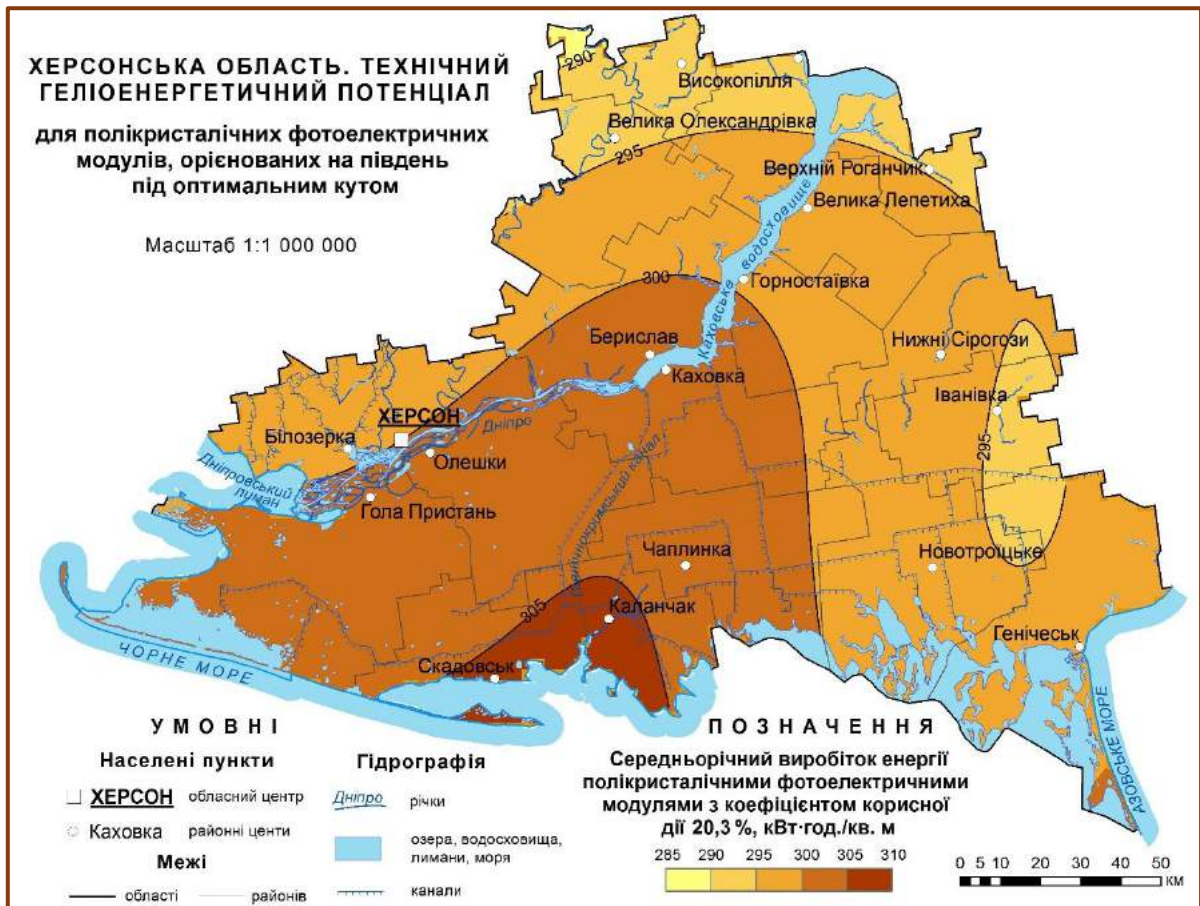 ХЕРСОНСЬКА ОБЛАСТЬ. ТЕХНІЧНИЙ
ГЕЛІОЕНЕРГЕТИЧНИЙ ПОТЕНЦІАЛ
для полікристалічних фотоелектричних
модулів, орієнованих на південь
під оптимальним кутом
Масштаб 1:1 000 000
290
Високопілля
Велика Олександрівка
295
Верхній Роганчик
Велика Лепетиха
Каховське водосховище
300
Горностаївка
Берислав
Каховка
Нижні Сірогози
Іванівка
295
ХЕРСОН
Білозерка
Дніпро
Олешки
Дніпровський
лиман
Гола Пристань
Північнокримський канал
Чаплинка
Новотроїцьке
305
Каланчак
Генічеськ
Скадовськ
ЧОРНЕ МОРЕ
АЗОВСЬКЕ МОРЕ
УМОВНІ
ПОЗНАЧЕННЯ
Населені пункти
ХЕРСОН обласний центр
Каховка районні центи
Межі
області районів
Гідрографія
Дніпро річки
озера, водосховища,
лимани, моря
канали
Середньорічний виробіток енергії
полікристалічними фотоелектричними
модулями з коефіцієнтом корисної
дії 20,3 %, кВт·год./кв. м
285 290 295 300 305 310
0 5 10 20 30 40 50
КМ